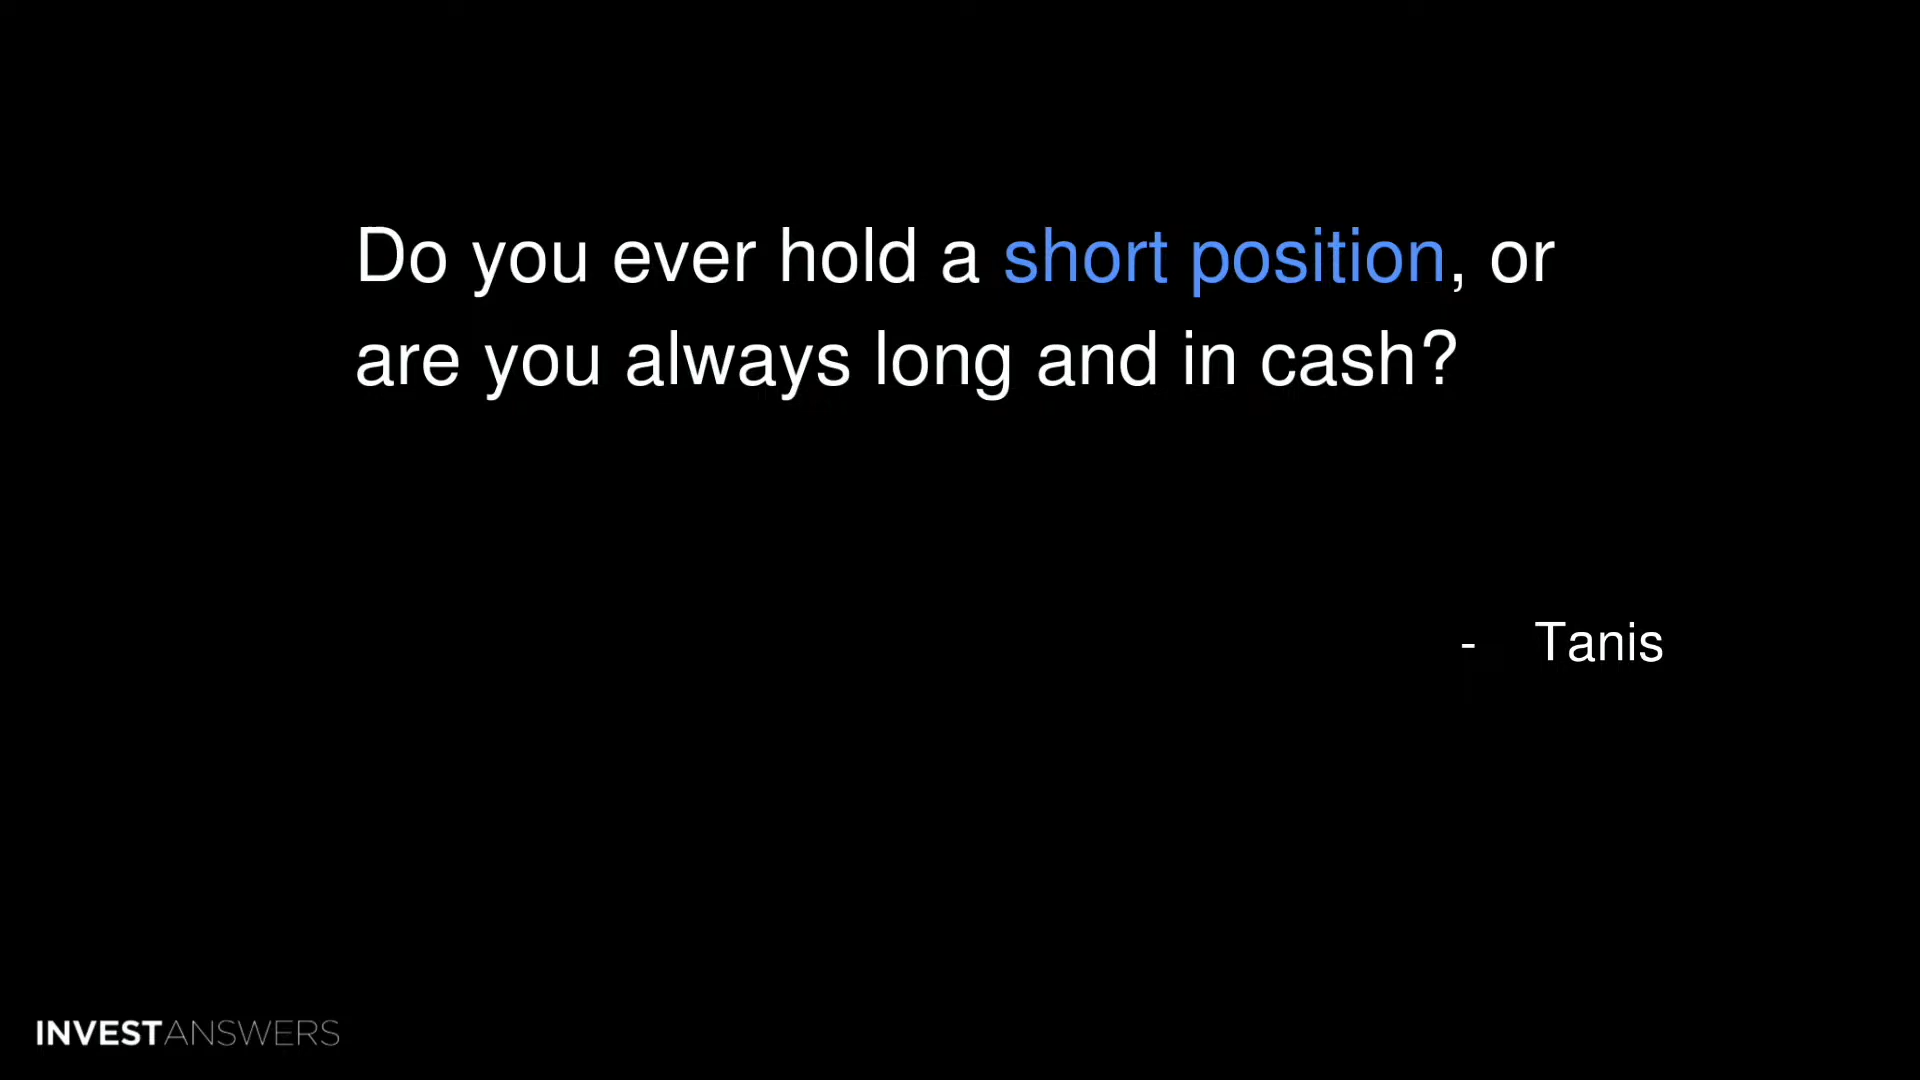 Do you ever hold a short position, or
are you always long and in cash?
- Tanis
INVESTANSWERS